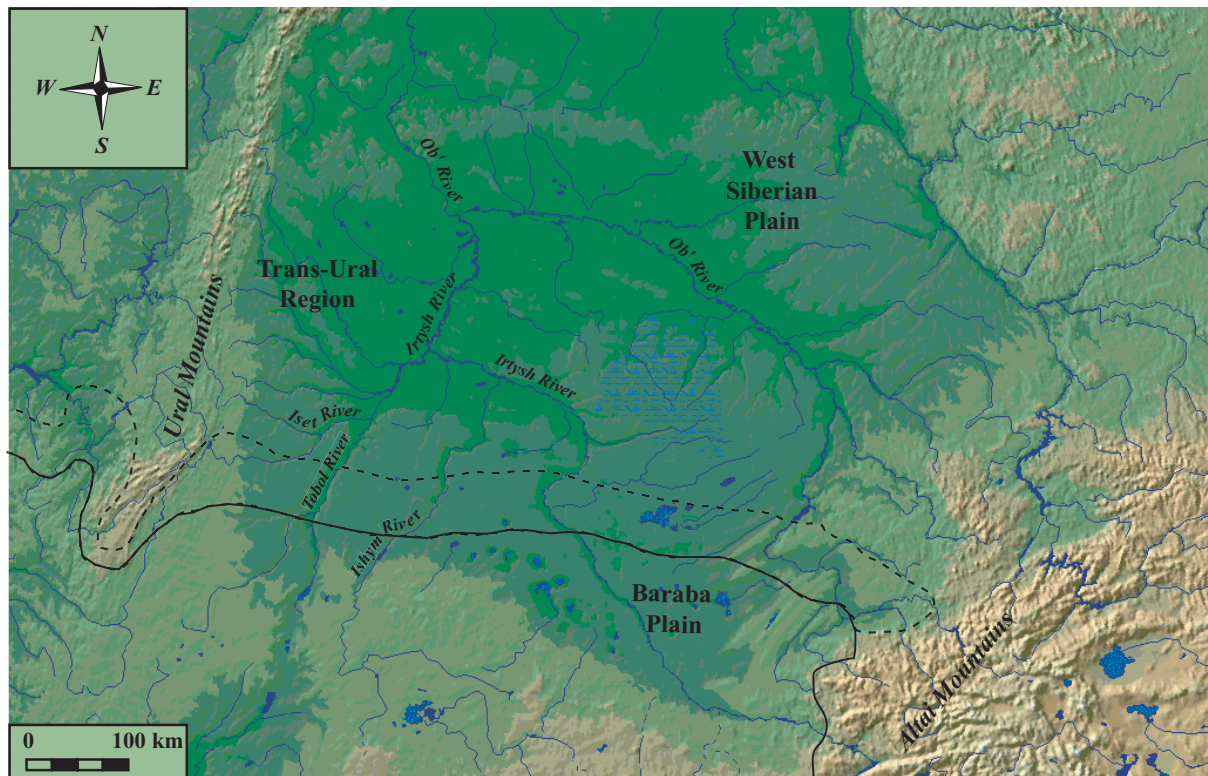 N
W E
S
West
Siberian
Plain
Ob' River
Ob' River
Trans-Ural
Region
Irtysh River
Irtysh River
Ural Mountains
Iset River
Tobol River
Ishym River
Baraba
Plain
Altai Mountains
0 100 km